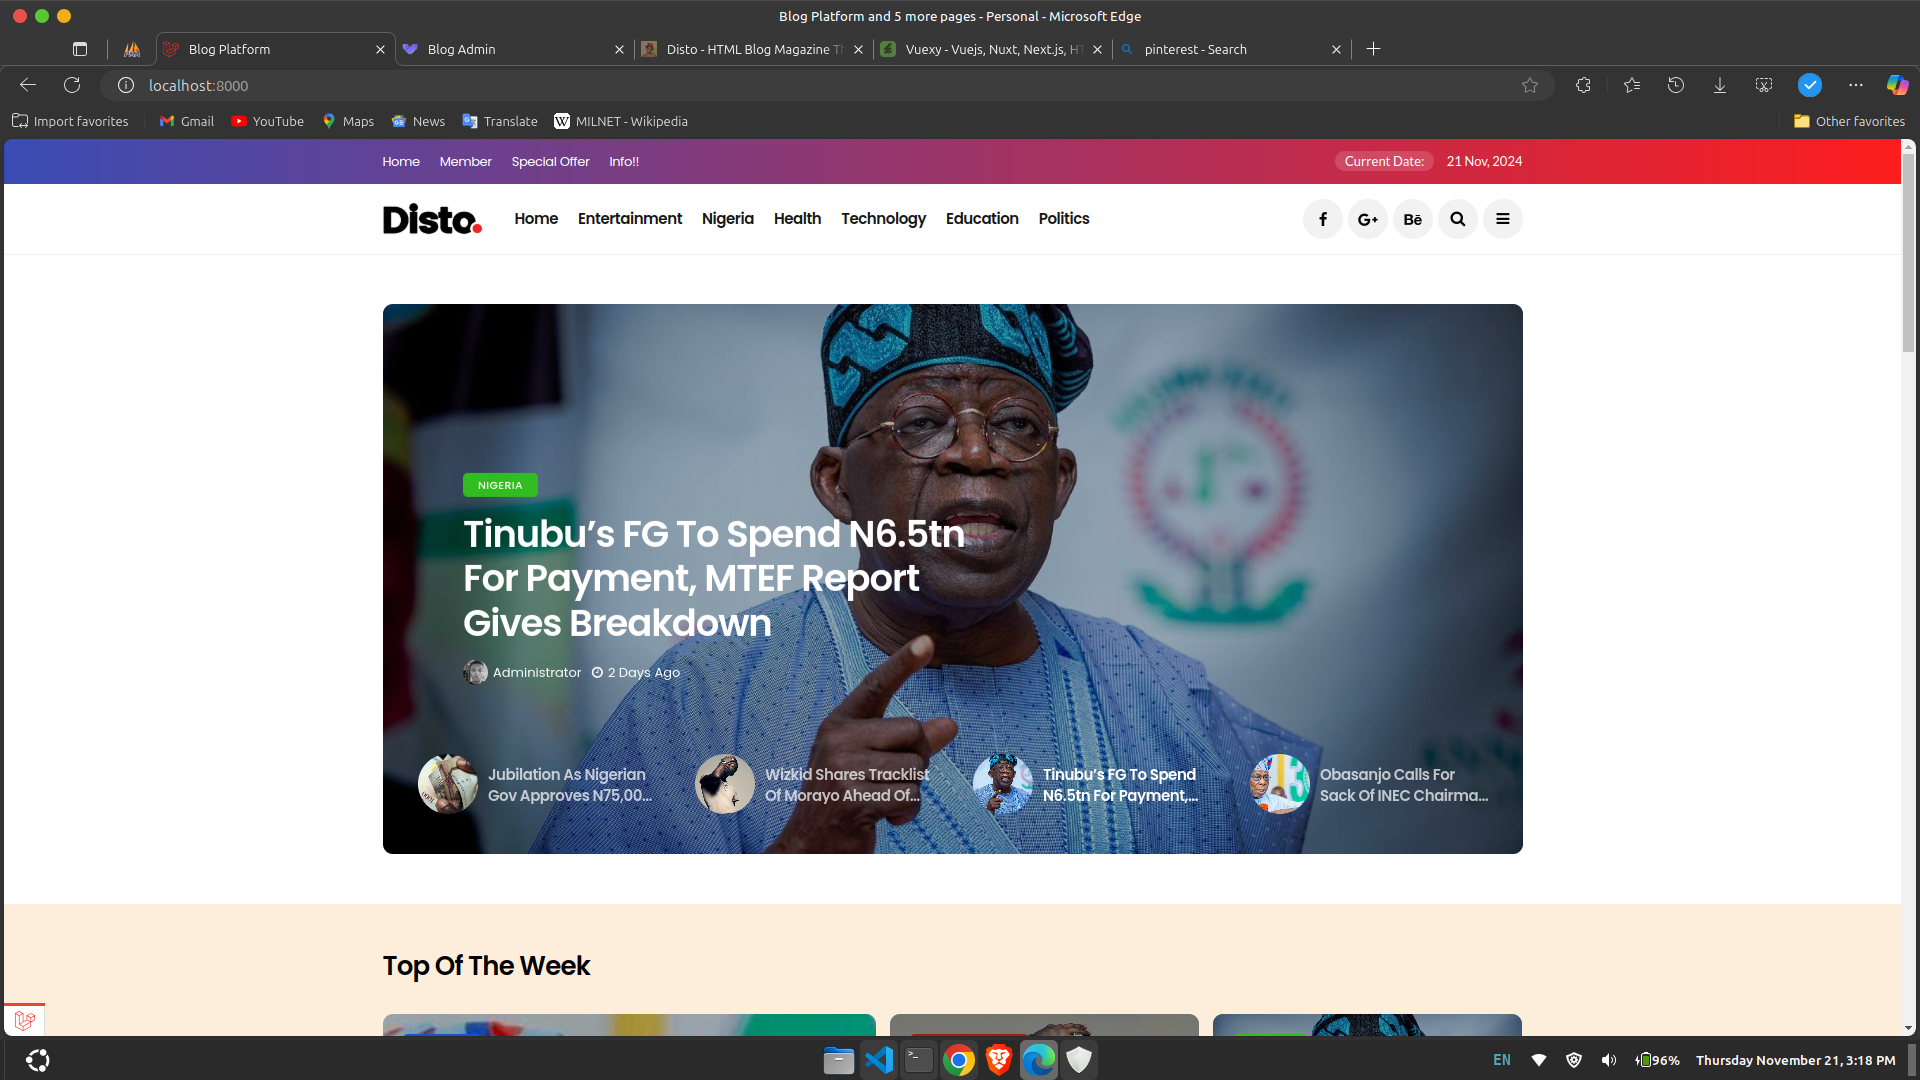 Blog Platform and 5 more pages - Personal - Microsoft Edge
Blog Platform
Blog Admin
Disto - HTML Blog Magazine Th
Vuexy - Vuejs, Nuxt, Next.js, HT
pinterest - Search
localhost:8000
Import favorites
Gmail
YouTube
Maps
News
Translate
MILNET - Wikipedia
Other favorites
Home
Member
Special Offer
Info!!
Current Date:
21 Nov, 2024
Disto.
Home
Entertainment
Nigeria
Health
Technology
Education
Politics
NIGERIA
Tinubu’s FG To Spend N6.5tn
For Payment, MTEF Report
Gives Breakdown
Administrator
2 Days Ago
Jubilation As Nigerian
Gov Approves N75,00...
Wizkid Shares Tracklist
Of Morayo Ahead Of...
Tinubu’s FG To Spend
N6.5tn For Payment,...
Obasanjo Calls For
Sack Of INEC Chairma...
Top Of The Week
EN
96%
Thursday November 21, 3:18 PM